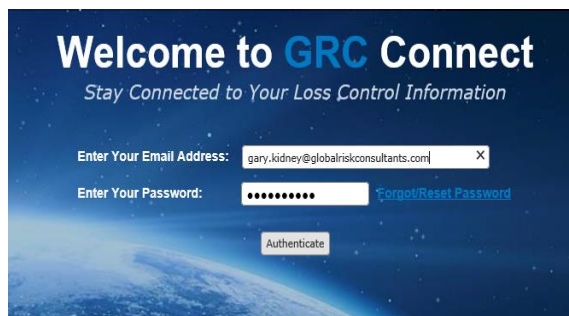 Welcome to GRC Connect
Stay Connected to Your Loss Control Information
Enter Your Email Address: gary.kidney@globalriskconsultants.com X
Enter Your Password: ●●●●●●●●●● Forgot/Reset Password
Authenticate